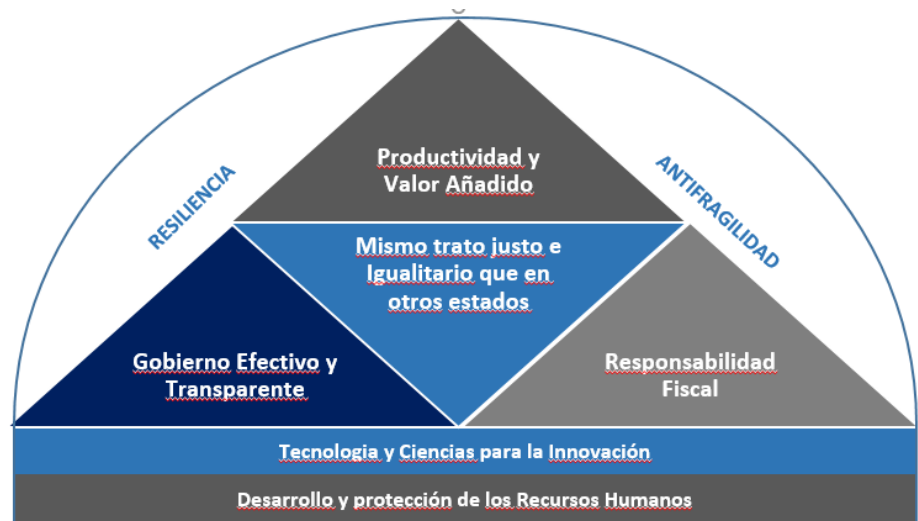 Productividad y
Valor Añadido
RESILIENCIA
ANTIFRAGILIDAD
Mismo trato justo e
Igualitario que en
otros estados
Gobierno Efectivo y
Transparente
Responsabilidad
Fiscal
Tecnologia y Ciencias para la Innovación
Desarrollo y protección de los Recursos Humanos